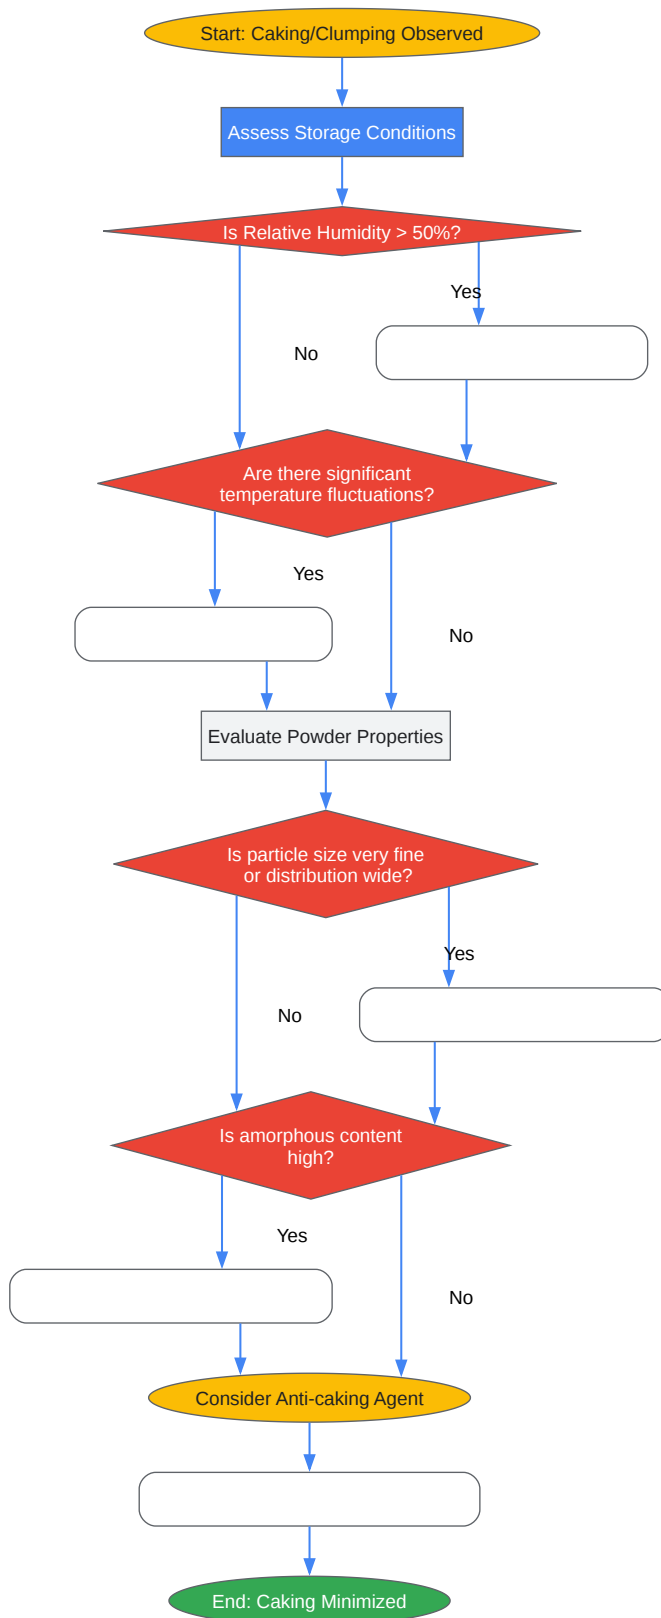 Start: Caking/Clumping Observed
Assess Storage Conditions
Is Relative Humidity > 50%?
Yes
No
Are there significant
temperature fluctuations?
Yes
No
Evaluate Powder Properties
Is particle size very fine
or distribution wide?
Yes
No
Is amorphous content
high?
Yes
No
Consider Anti-caking Agent
End: Caking Minimized